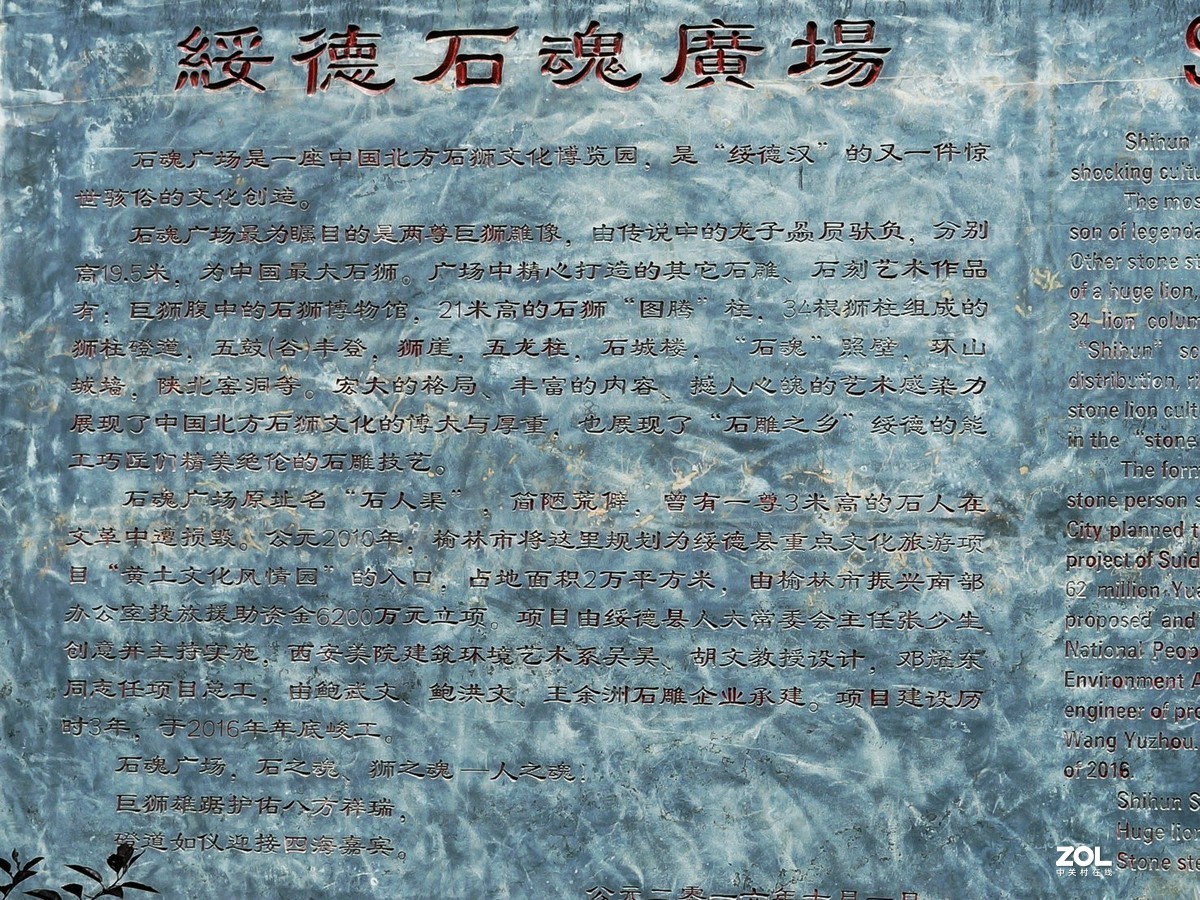 綏德石魂廣場
石魂广场是一座中国北方石狮文化博览园，是“绥德汉”的又一件惊
世骇俗的文化创造。
石魂广场最为瞩目的是两尊巨狮雕像，由传说中的龙子赑屃驮负，分别
高19.5米，为中国最大石狮。广场中精心打造的其它石雕、石刻艺术作品
有：巨狮腹中的石狮博物馆，21米高的石狮“图腾”柱，34根狮柱组成的
狮柱磴道，五鼓(谷)丰登，狮崖，五龙柱，石城楼，“石魂”照壁，环山
城墙，陕北窑洞等。宏大的格局、丰富的内容、撼人心魄的艺术感染力
展现了中国北方石狮文化的博大与厚重，也展现了“石雕之乡”绥德的能
工巧匠们精美绝伦的石雕技艺。
石魂广场原址名“石人渠”，简陋荒僻，曾有一尊3米高的石人在
文革中遭损毁。公元2010年，榆林市将这里规划为绥德县重点文化旅游项
目“黄土文化风情园”的入口，占地面积2万平方米，由榆林市振兴南部
办公室投放援助资金6200万元立项。项目由绥德县人大常委会主任张少生
创意并主持实施，西安美院建筑环境艺术系吴昊、胡文教授设计，邓耀东
同志任项目总工，由鲍武文、鲍洪文、王余洲石雕企业承建。项目建设历
时3年，于2016年年底峻工。
石魂广场，石之魂、狮之魂—人之魂：
巨狮雄踞护佑八方祥瑞，
磴道如仪迎接四海嘉宾。
公元二零一六年十月一日
S
Shihun
shocking cultu
The mos
son of legenda
Other stone st
of a huge lion,
34 lion colum
“Shihun” sc
distribution, ri
stone lion cult
in the “stone
The form
stone person
City planned t
project of Suid
62 million Yua
proposed and
National Peop
Environment A
engineer of pro
Wang Yuzhou.
of 2016.
Shihun S
Huge lion
Stone ste
ZOL
中关村在线